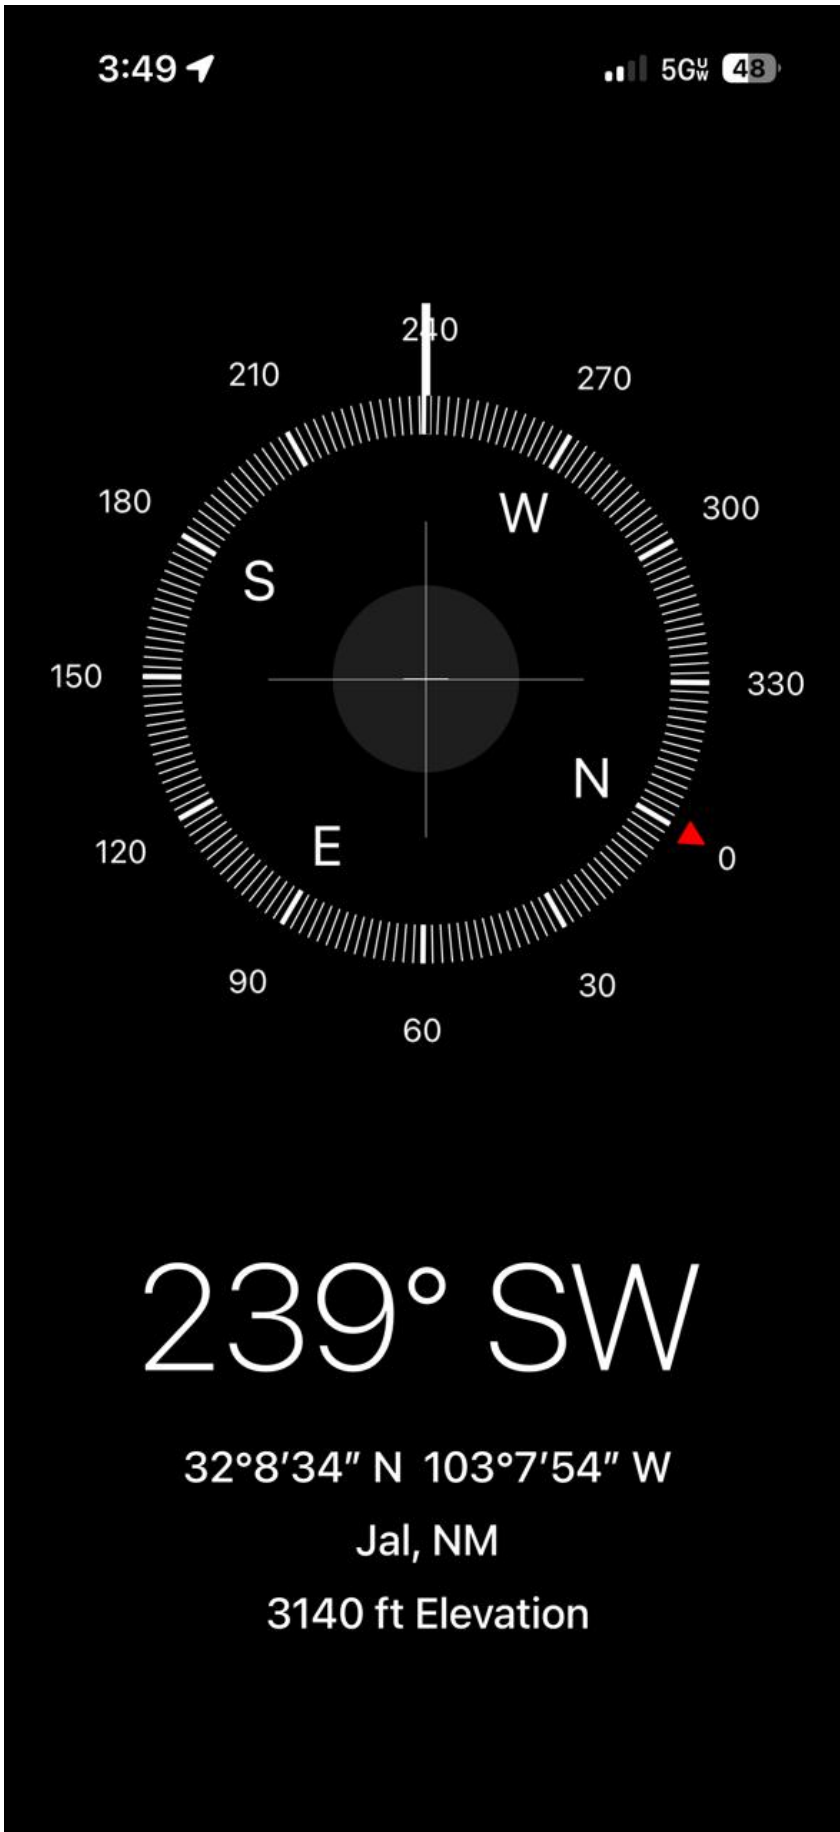 3:49 5GUW 48
240
210 270
180 W 300
S
150 330
N
E
120 0
90 30
60
239° SW
32°8′34″ N 103°7′54″ W
Jal, NM
3140 ft Elevation